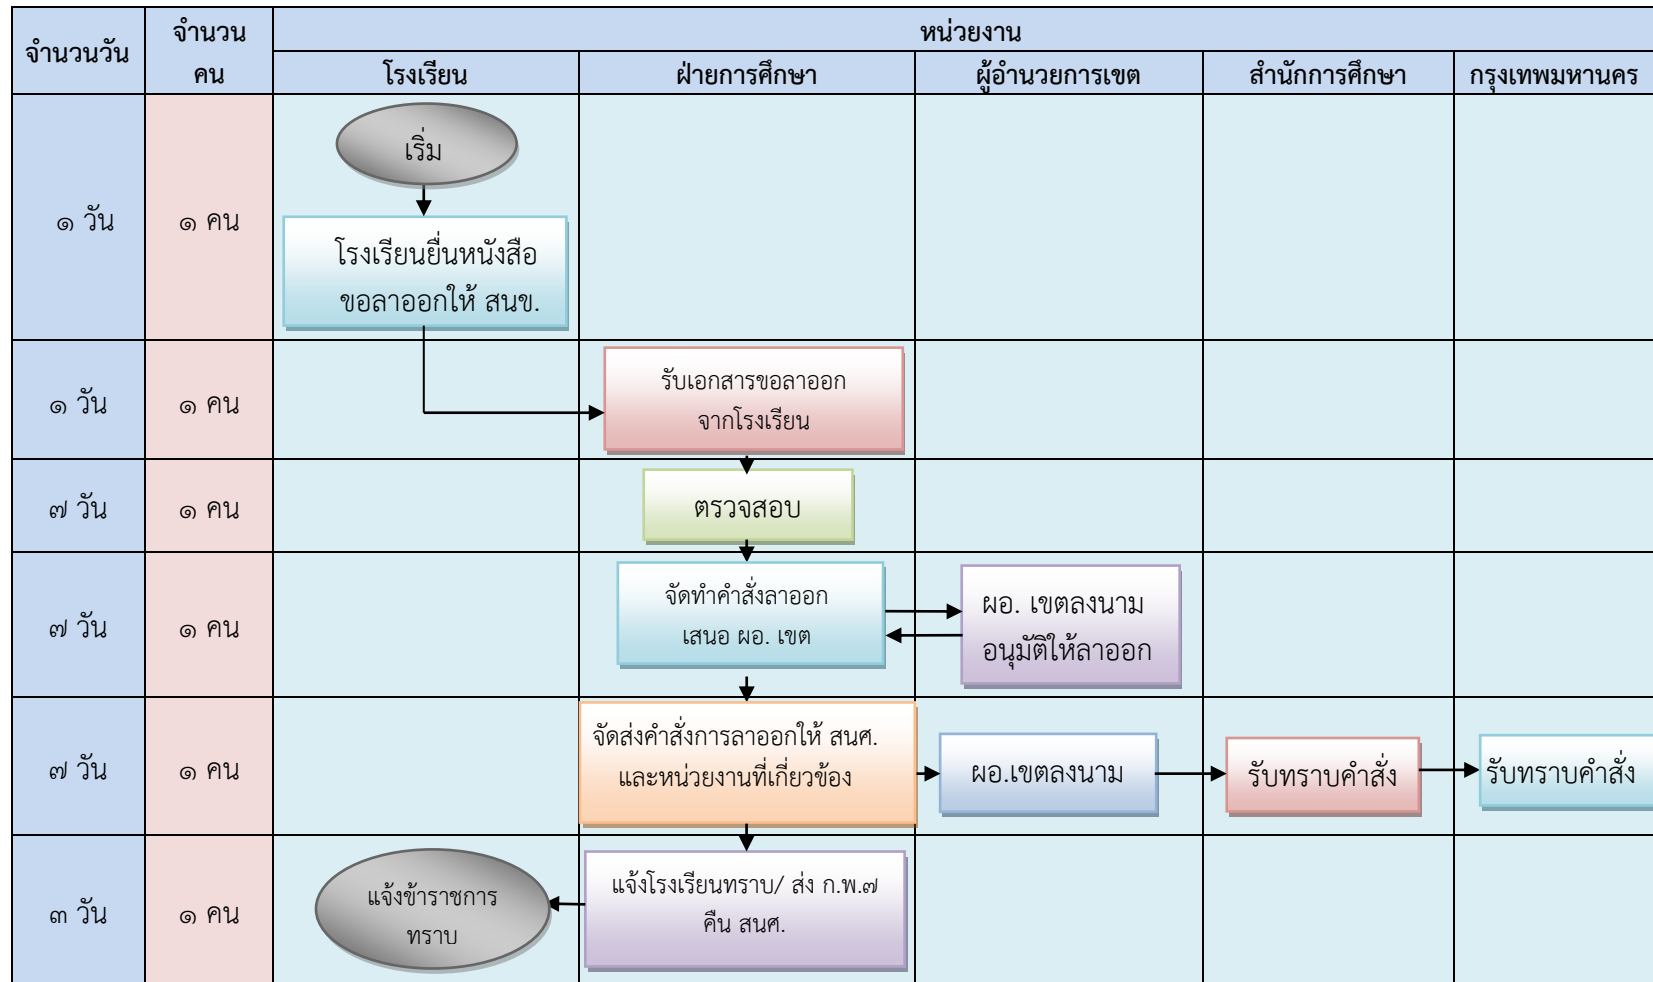 จำนวนวัน
จำนวน
คน
หน่วยงาน
โรงเรียน
ฝ่ายการศึกษา
ผู้อำนวยการเขต
สำนักการศึกษา
กรุงเทพมหานคร
๑ วัน
๑ คน
เริ่ม
โรงเรียนยื่นหนังสือ
ขอลาออกให้ สนข.
๑ วัน
๑ คน
รับเอกสารขอลาออก
จากโรงเรียน
๗ วัน
๑ คน
ตรวจสอบ
๗ วัน
๑ คน
จัดทำคำสั่งลาออก
เสนอ ผอ. เขต
ผอ. เขตลงนาม
อนุมัติให้ลาออก
๗ วัน
๑ คน
จัดส่งคำสั่งการลาออกให้ สนศ.
และหน่วยงานที่เกี่ยวข้อง
ผอ.เขตลงนาม
รับทราบคำสั่ง
รับทราบคำสั่ง
๓ วัน
๑ คน
แจ้งข้าราชการ
ทราบ
แจ้งโรงเรียนทราบ/ ส่ง ก.พ.๗
คืน สนศ.